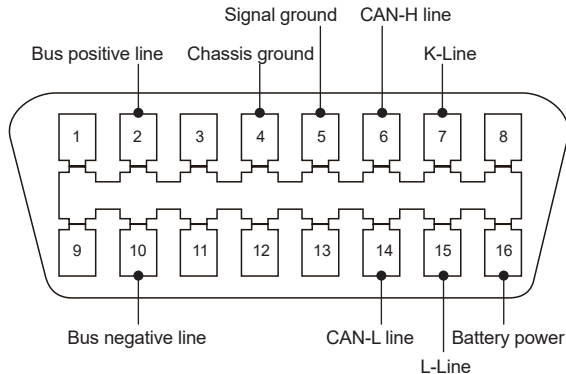 Signal ground CAN-H line
Bus positive line Chassis ground K-Line
1 2 3 4 5 6 7 8
9 10 11 12 13 14 15 16
Bus negative line CAN-L line Battery power
L-Line